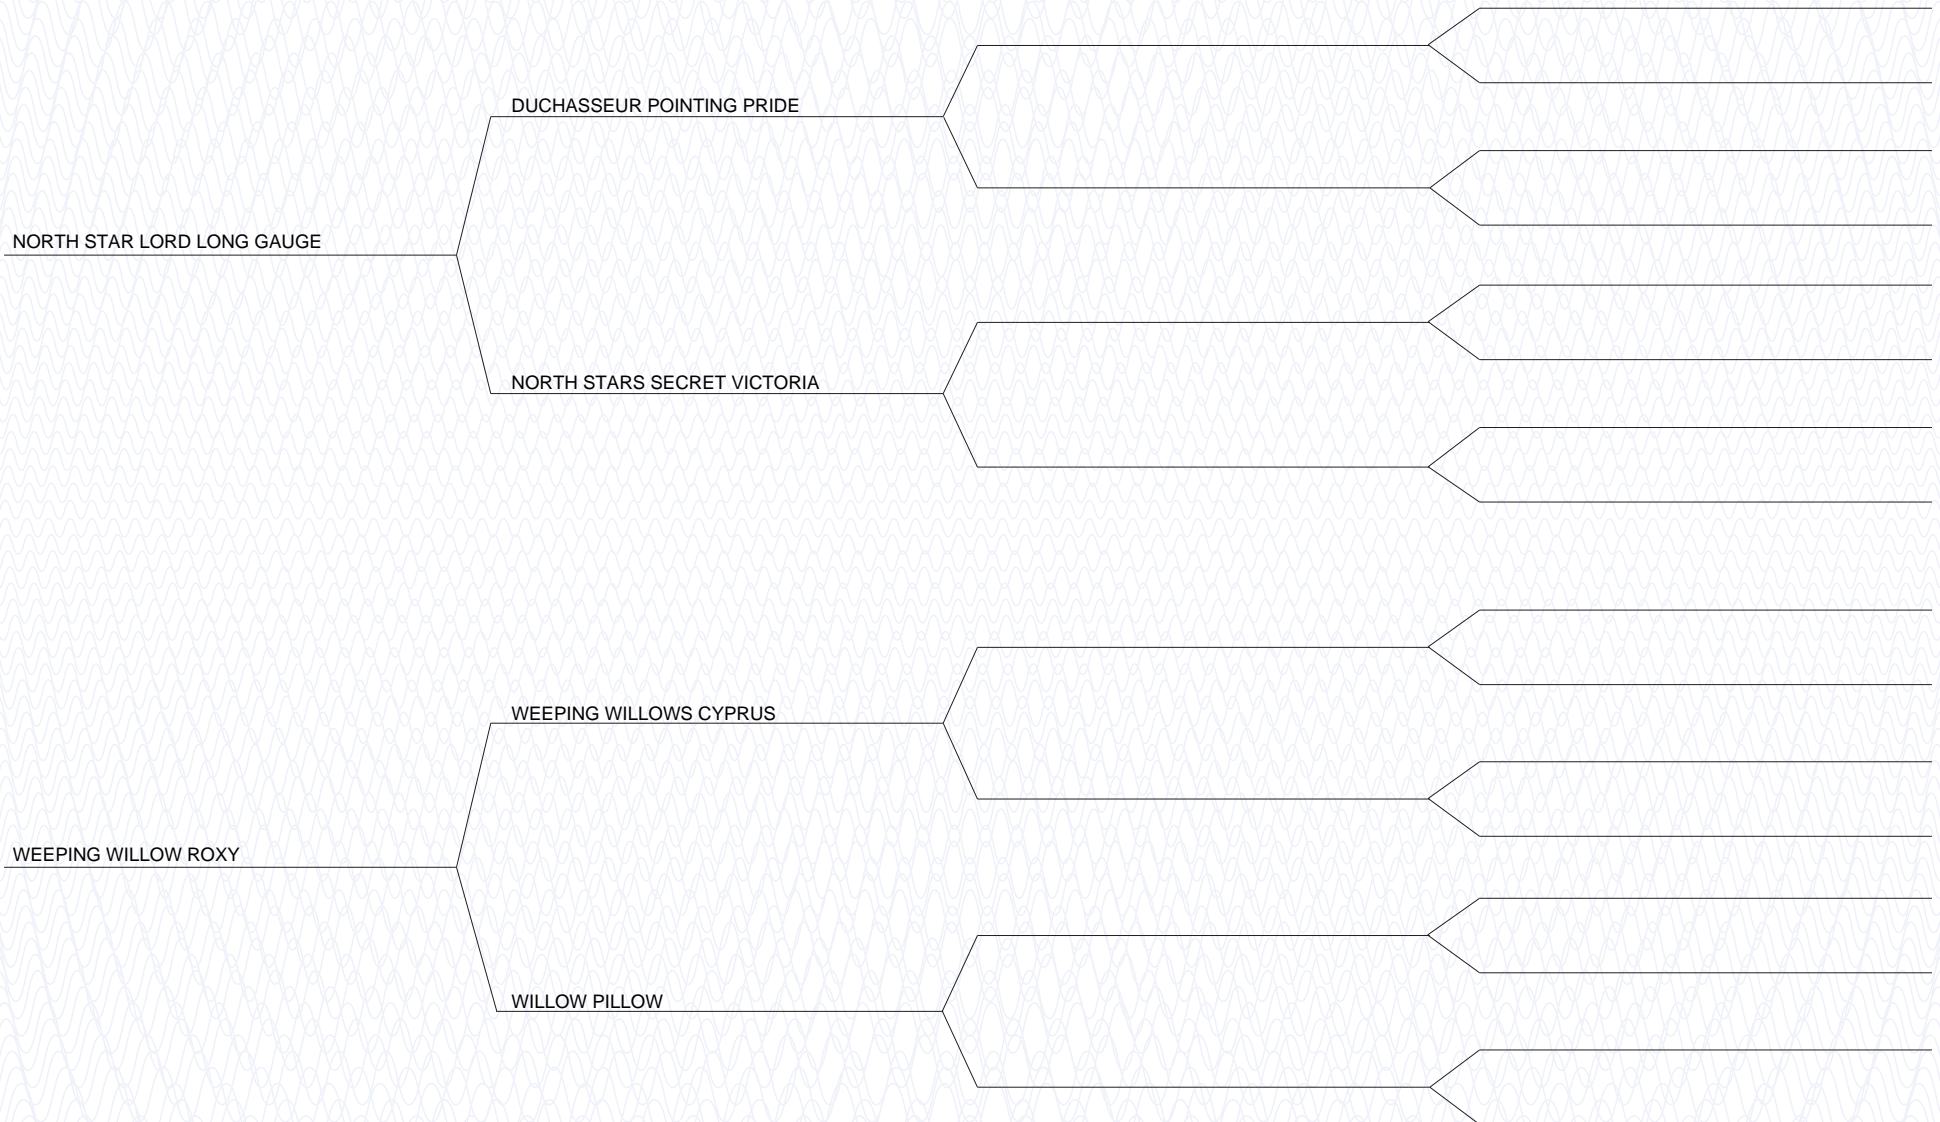 DUCHASSEUR POINTING PRIDE
NORTH STAR LORD LONG GAUGE
NORTH STARS SECRET VICTORIA
WEEPING WILLOWS CYPRUS
WEEPING WILLOW ROXY
WILLOW PILLOW